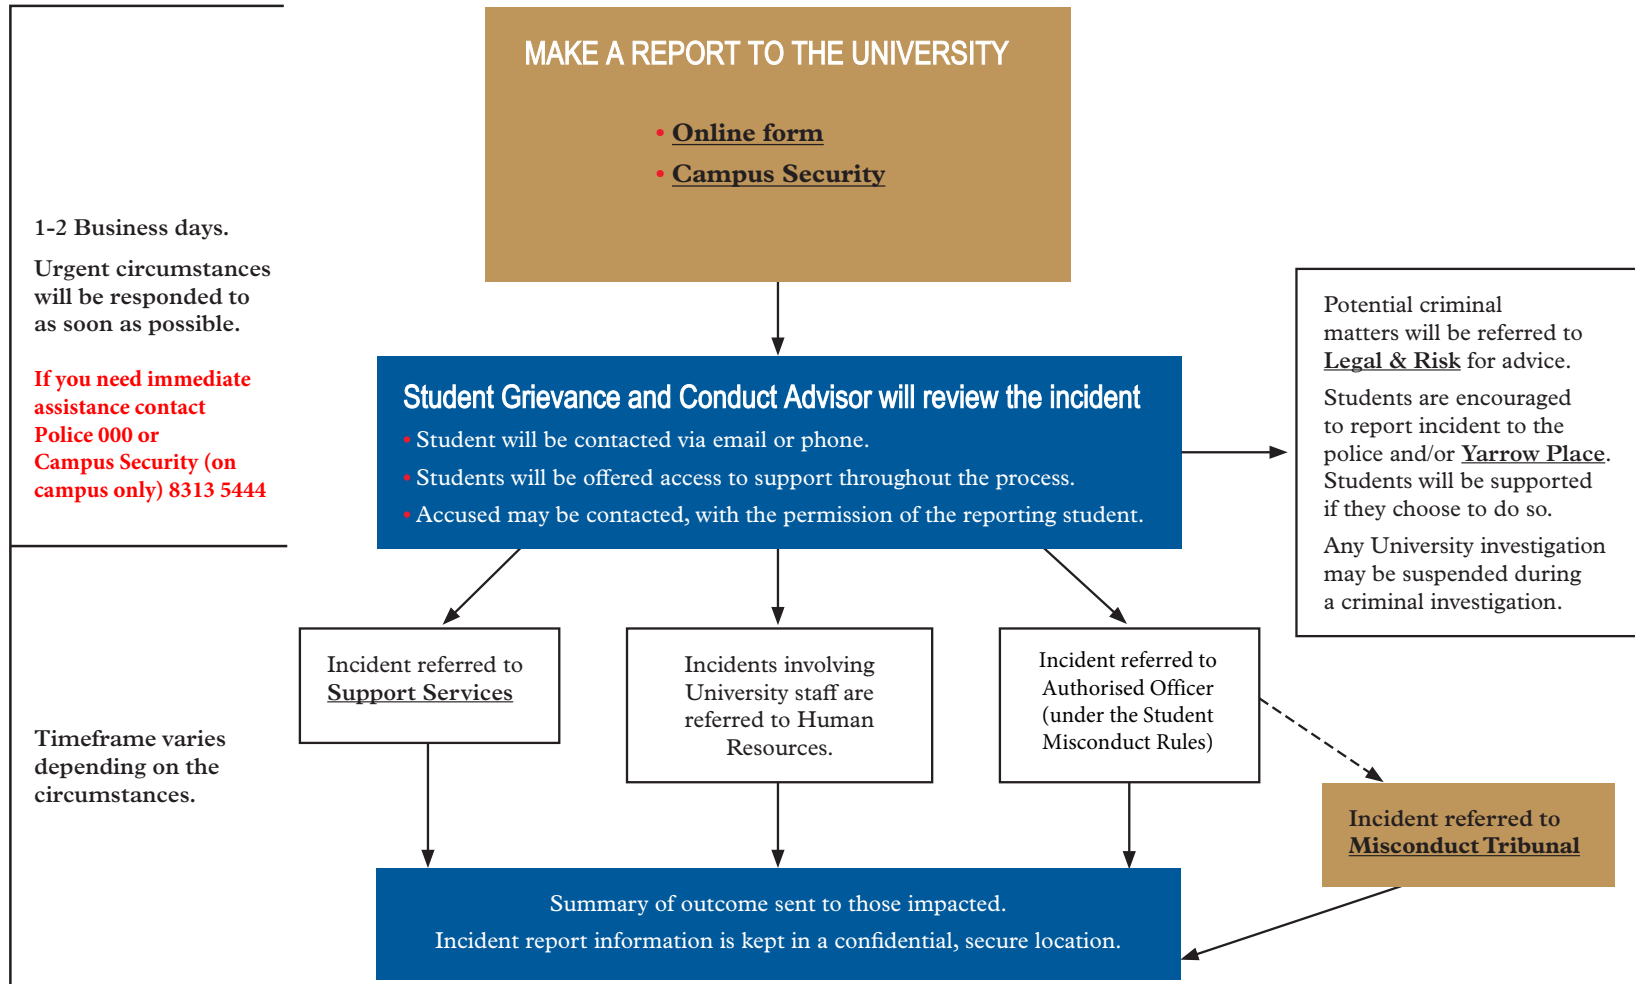 MAKE A REPORT TO THE UNIVERSITY
• Online form
• Campus Security
1-2 Business days.
Urgent circumstances
will be responded to
as soon as possible.
If you need immediate
assistance contact
Police 000 or
Campus Security (on
campus only) 8313 5444
Student Grievance and Conduct Advisor will review the incident
• Student will be contacted via email or phone.
• Students will be offered access to support throughout the process.
• Accused may be contacted, with the permission of the reporting student.
Potential criminal
matters will be referred to
Legal & Risk for advice.
Students are encouraged
to report incident to the
police and/or Yarrow Place.
Students will be supported
if they choose to do so.
Any University investigation
may be suspended during
a criminal investigation.
Timeframe varies
depending on the
circumstances.
Incident referred to
Support Services
Incidents involving
University staff are
referred to Human
Resources.
Incident referred to
Authorised Officer
(under the Student
Misconduct Rules)
Incident referred to
Misconduct Tribunal
Summary of outcome sent to those impacted.
Incident report information is kept in a confidential, secure location.